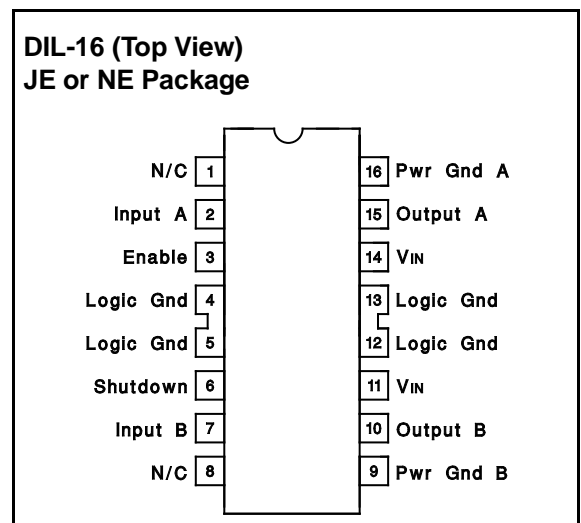 DIL-16 (Top View)
JE or NE Package
N/C 1 16 Pwr Gnd A
Input A 2 15 Output A
Enable 3 14 VIN
Logic Gnd 4 13 Logic Gnd
Logic Gnd 5 12 Logic Gnd
Shutdown 6 11 VIN
Input B 7 10 Output B
N/C 8 9 Pwr Gnd B